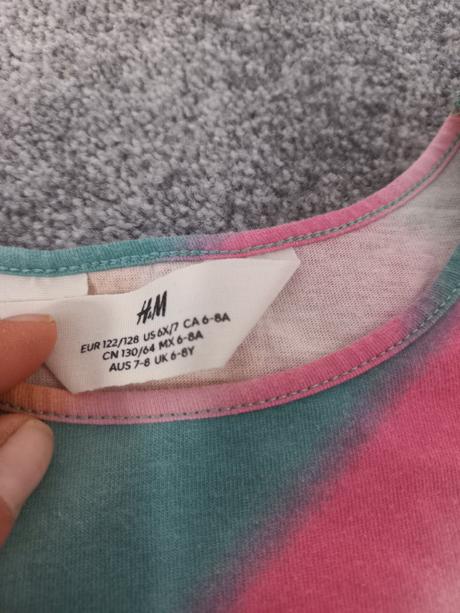 H&M
EUR 122/128 US 6X/7 CA 6-8A
CN 130/64 MX 6-8A
AUS 7-8 UK 6-8Y